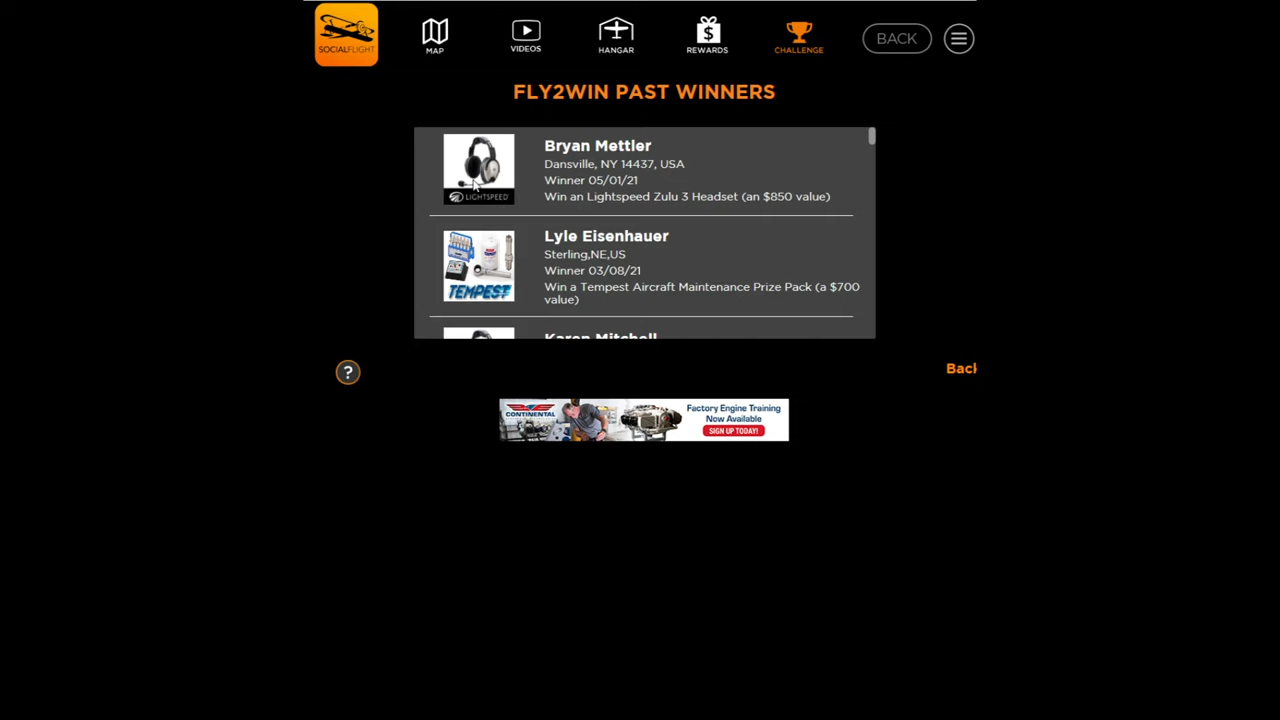 SOCIALFLIGHT
MAP
VIDEOS
HANGAR
$
REWARDS
CHALLENGE
BACK
FLY2WIN PAST WINNERS
LIGHTSPEED
Bryan Mettler
Dansville, NY 14437, USA
Winner 05/01/21
Win an Lightspeed Zulu 3 Headset (an $850 value)
TEMPEST
Lyle Eisenhauer
Sterling,NE,US
Winner 03/08/21
Win a Tempest Aircraft Maintenance Prize Pack (a $700
value)
Karen Mitchell
?
Back
CONTINENTAL
Factory Engine Training
Now Available
SIGN UP TODAY!